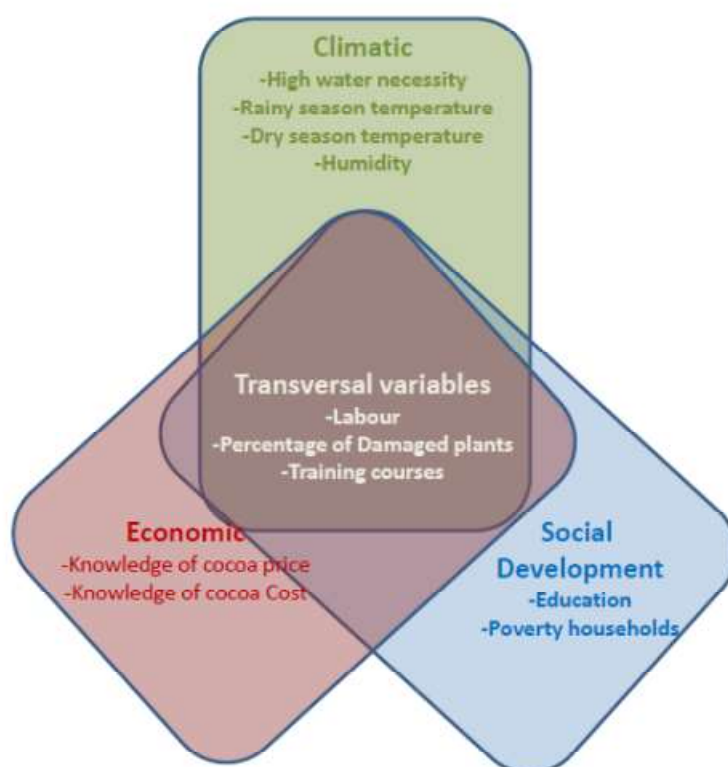 Climatic
-High water necessity
-Rainy season temperature
-Dry season temperature
-Humidity
Transversal variables
-Labour
-Percentage of Damaged plants
-Training courses
Economic
-Knowledge of cocoa price
-Knowledge of cocoa Cost
Social
Development
-Education
-Poverty households